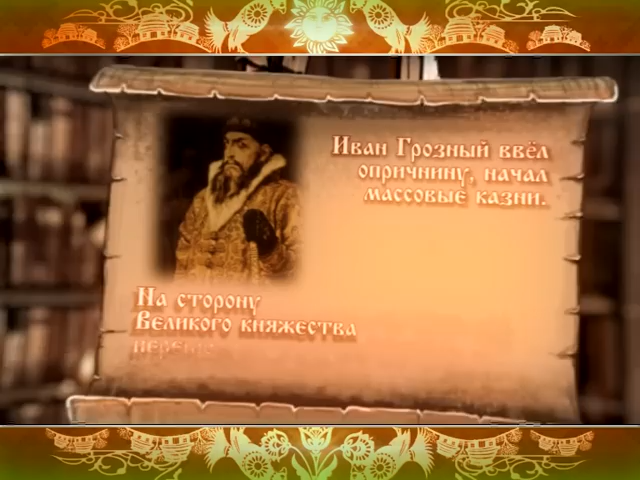 Иван Грозный ввёл
опричнину, начал
массовые казни.
На сторону
Великого княжества